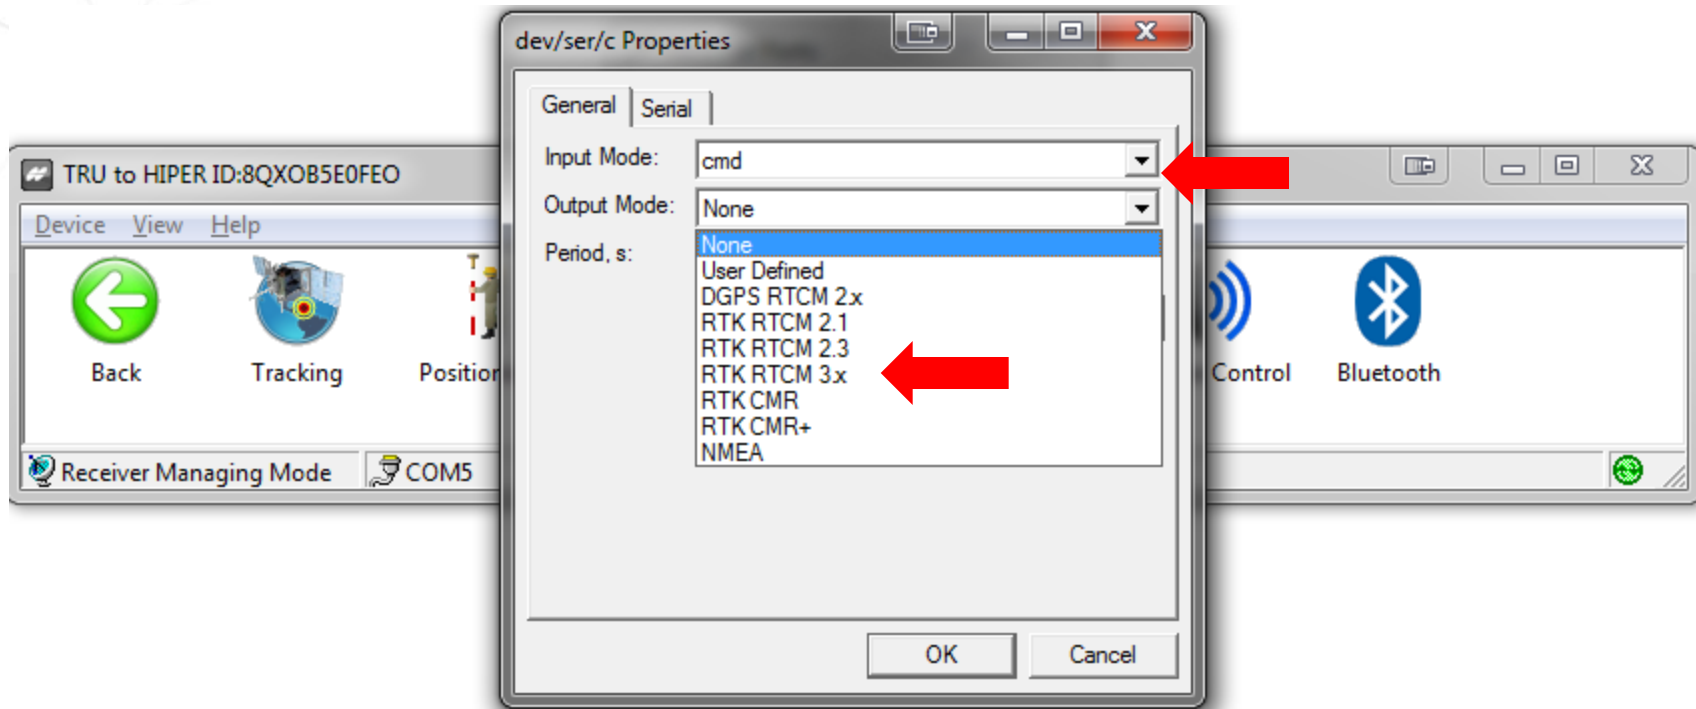 dev/ser/c Properties
General
Serial
Input Mode:
cmd
Output Mode:
None
Period, s:
None
User Defined
DGPS RTCM 2.x
RTK RTCM 2.1
RTK RTCM 2.3
RTK RTCM 3.x
RTK CMR
RTK CMR+
NMEA
OK
Cancel
TRU to HIPER ID:8QXOB5E0FEO
Device View Help
Back
Tracking
Position
Control
Bluetooth
Receiver Managing Mode
COM5